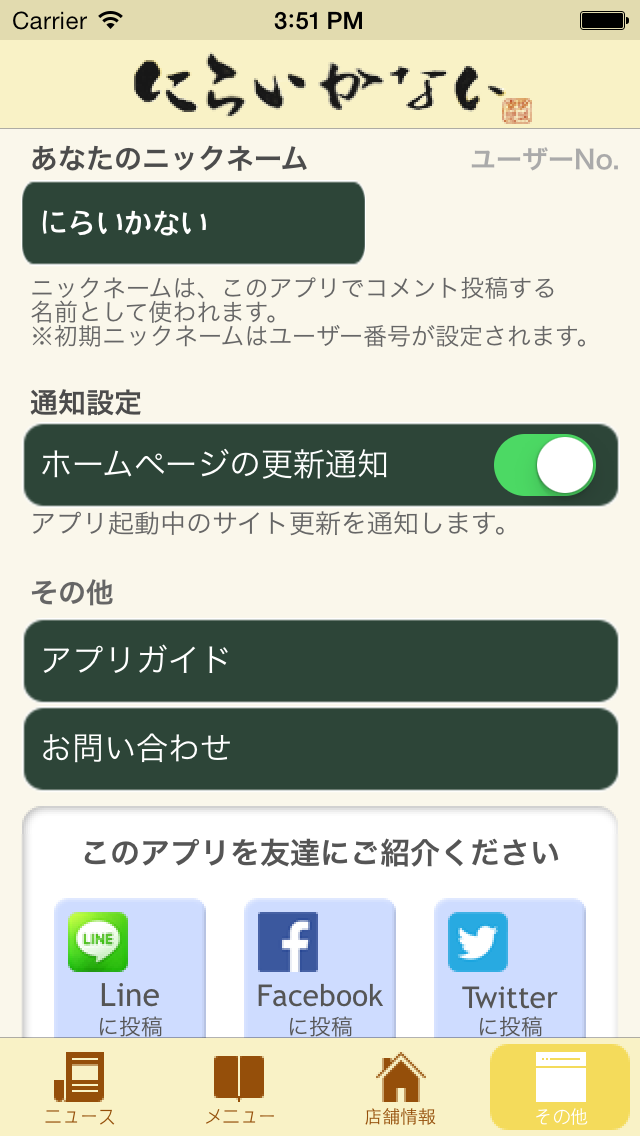 Carrier 3:51 PM
にらいかない
あなたのニックネーム ユーザーNo.
にらいかない
ニックネームは、このアプリでコメント投稿する
名前として使われます。
※初期ニックネームはユーザー番号が設定されます。
通知設定
ホームページの更新通知
アプリ起動中のサイト更新を通知します。
その他
アプリガイド
お問い合わせ
このアプリを友達にご紹介ください
LINE
Line Facebook Twitter
に投稿 に投稿 に投稿
ニュース メニュー 店舗情報 その他